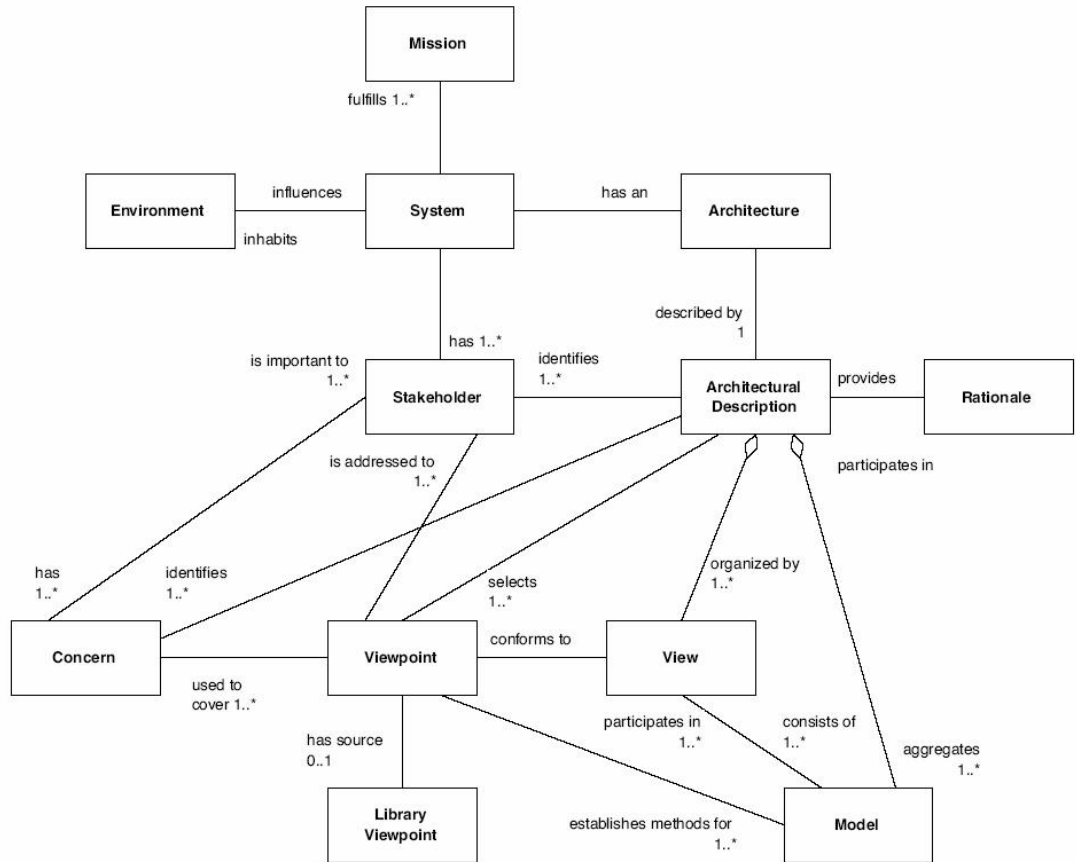 Mission
fulfills 1..*
influences
has an
Environment
System
Architecture
inhabits
described by
1
has 1..*
is important to
1..*
identifies
1..*
Stakeholder
Architectural
Description
provides
Rationale
is addressed to
1..*
participates in
has
1..*
identifies
1..*
selects
1..*
organized by
1..*
Concern
Viewpoint
conforms to
View
used to
cover 1..*
participates in
1..*
consists of
1..*
has source
0..1
aggregates
1..*
Library
Viewpoint
establishes methods for
1..*
Model